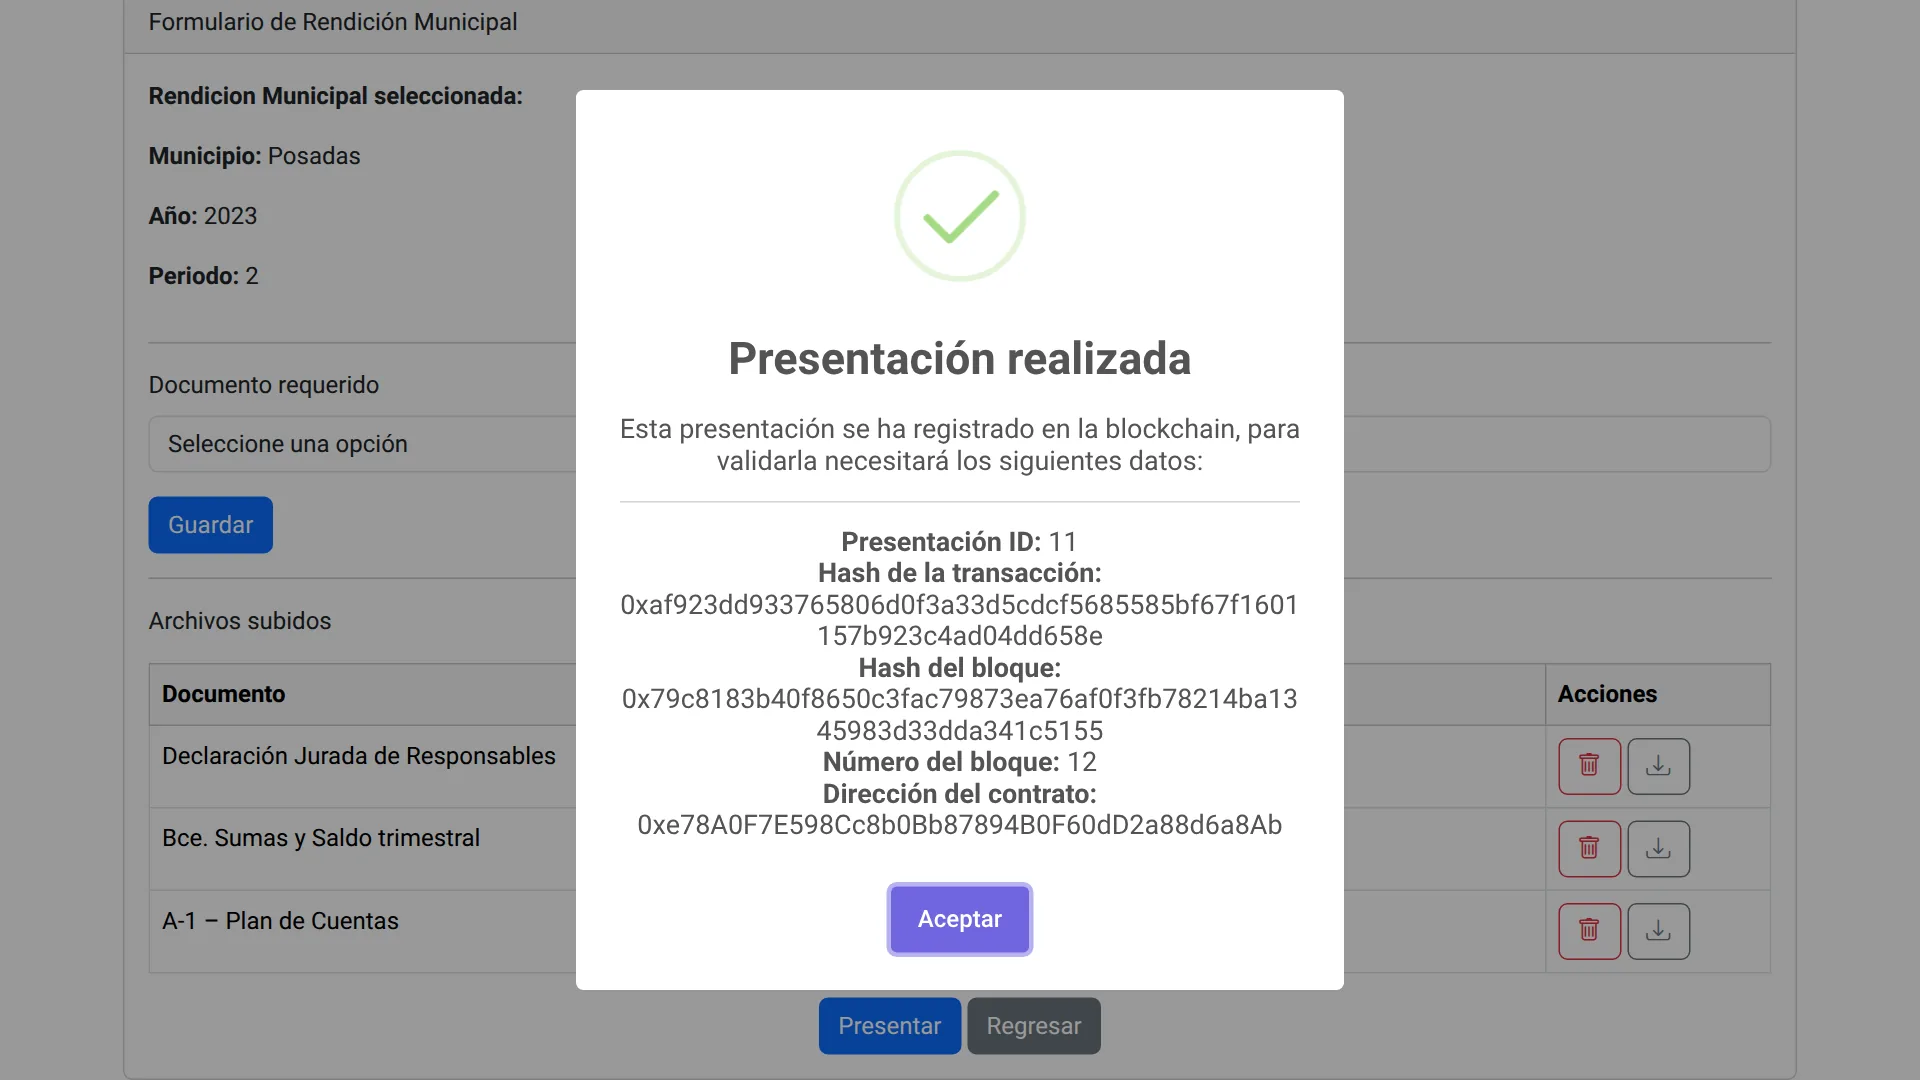 Formulario de Rendición Municipal
Rendicion Municipal seleccionada:
Municipio: Posadas
Año: 2023
Periodo: 2
Documento requerido
Seleccione una opción
Guardar
Archivos subidos
Documento
Acciones
Declaración Jurada de Responsables
Bce. Sumas y Saldo trimestral
A-1 – Plan de Cuentas
Presentar
Regresar
Presentación realizada
Esta presentación se ha registrado en la blockchain, para
validarla necesitará los siguientes datos:
Presentación ID: 11
Hash de la transacción:
0xaf923dd933765806d0f3a33d5cdcf5685585bf67f1601
157b923c4ad04dd658e
Hash del bloque:
0x79c8183b40f8650c3fac79873ea76af0f3fb78214ba13
45983d33dda341c5155
Número del bloque: 12
Dirección del contrato:
0xe78A0F7E598Cc8b0Bb87894B0F60dD2a88d6a8Ab
Aceptar